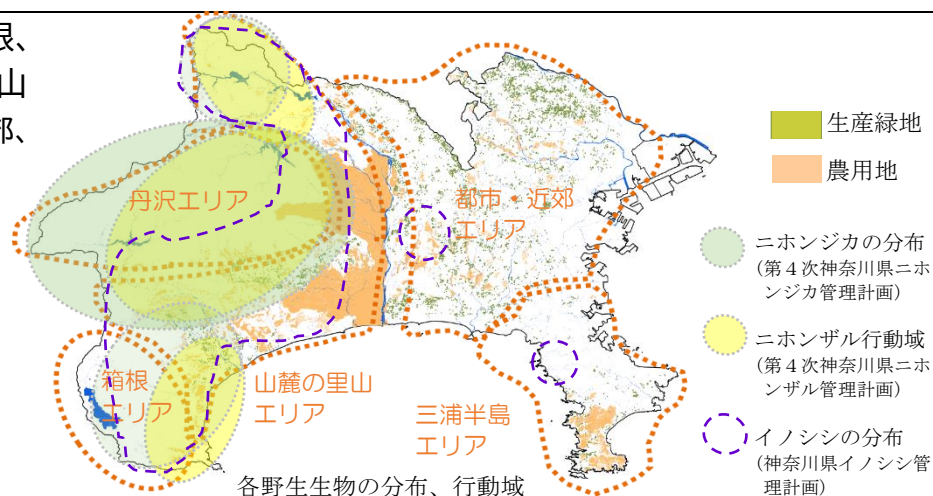 根、
山
部、
丹沢エリア
都市・近郊
エリア
箱根
エリア
山麓の里山
エリア
三浦半島
エリア
各野生生物の分布、行動域
生産緑地
農用地
ニホンジカの分布
(第４次神奈川県ニホ
ンジカ管理計画)
ニホンザル行動域
(第４次神奈川県ニホ
ンザル管理計画)
イノシシの分布
(神奈川県イノシシ管
理計画)